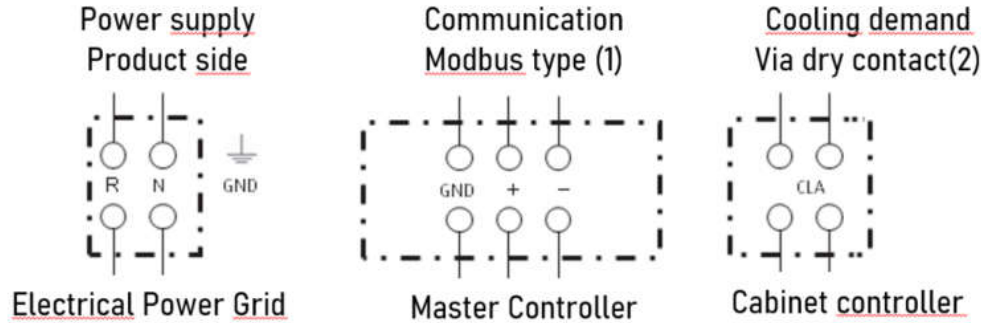 Power supply
Product side
Communication
Modbus type (1)
Cooling demand
Via dry contact(2)
R N GND
GND + −
CLA
Electrical Power Grid
Master Controller
Cabinet controller